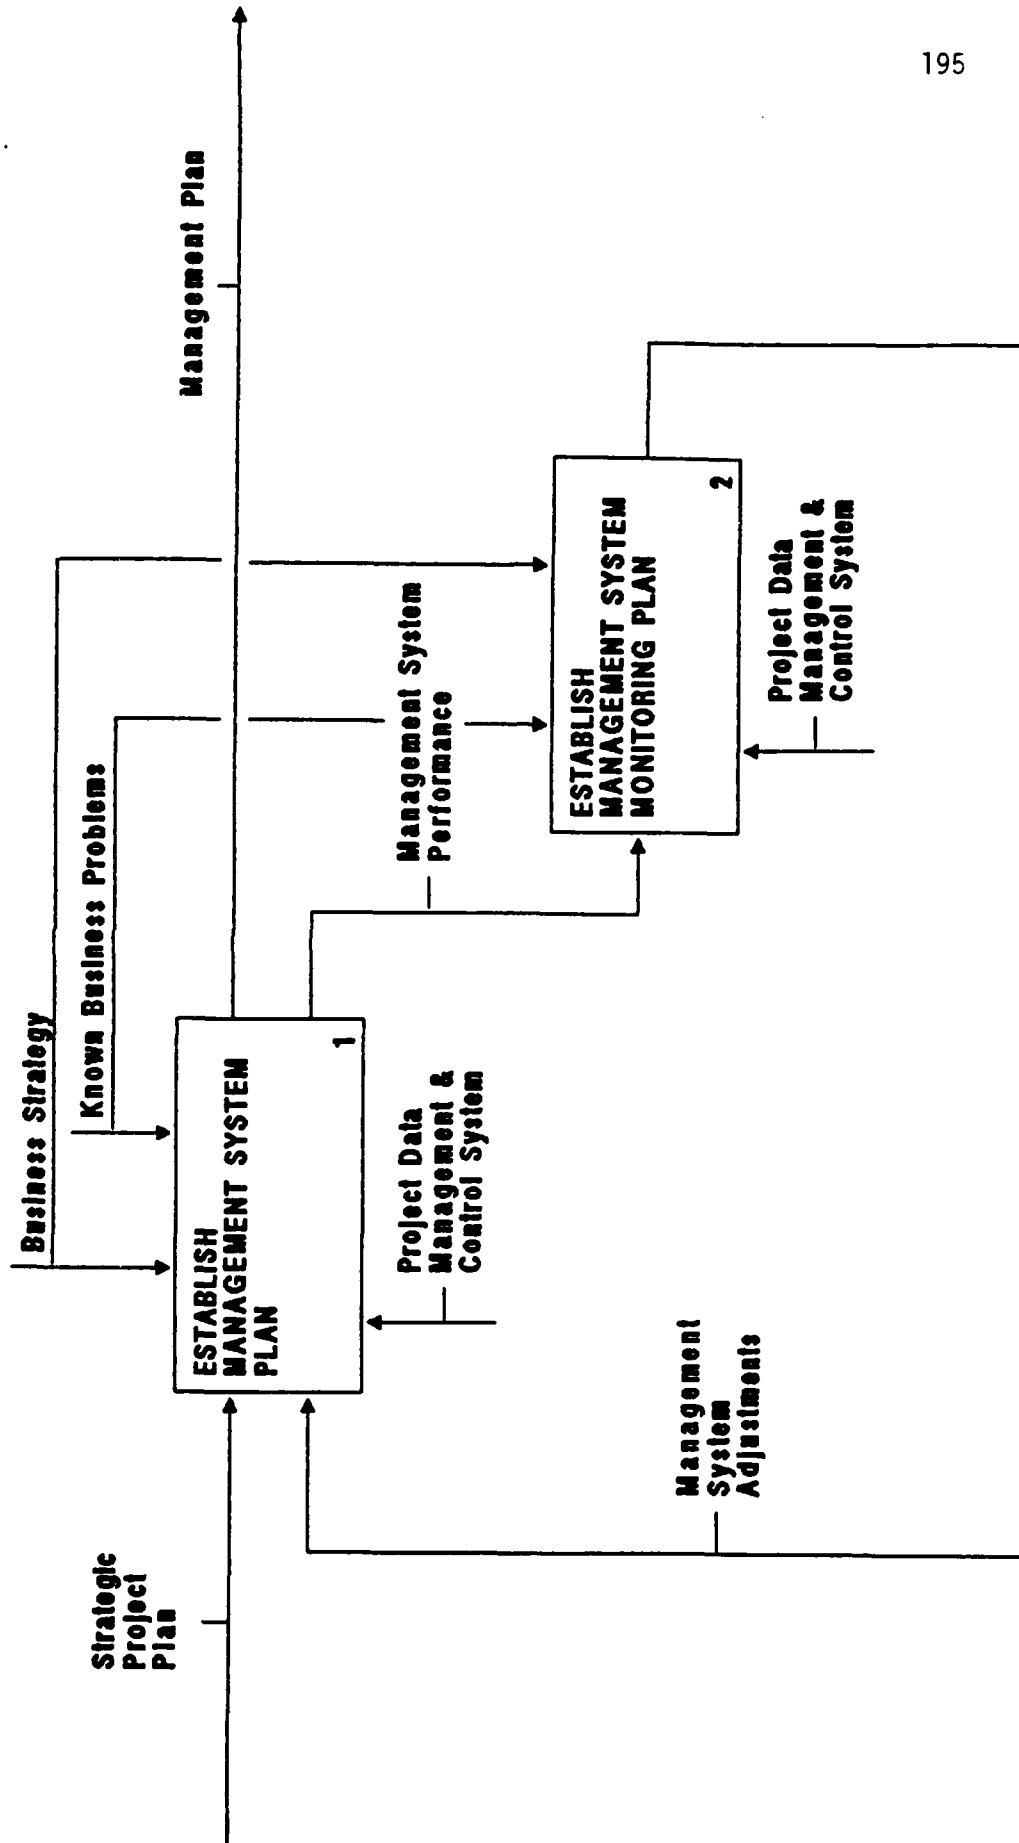 195
Business Strategy
Known Business Problems
Management Plan
Strategic
Project
Plan
ESTABLISH
MANAGEMENT SYSTEM
PLAN
1
Project Data
Management &
Control System
Management System
Performance
ESTABLISH
MANAGEMENT SYSTEM
MONITORING PLAN
2
Project Data
Management &
Control System
Management
System
Adjustments